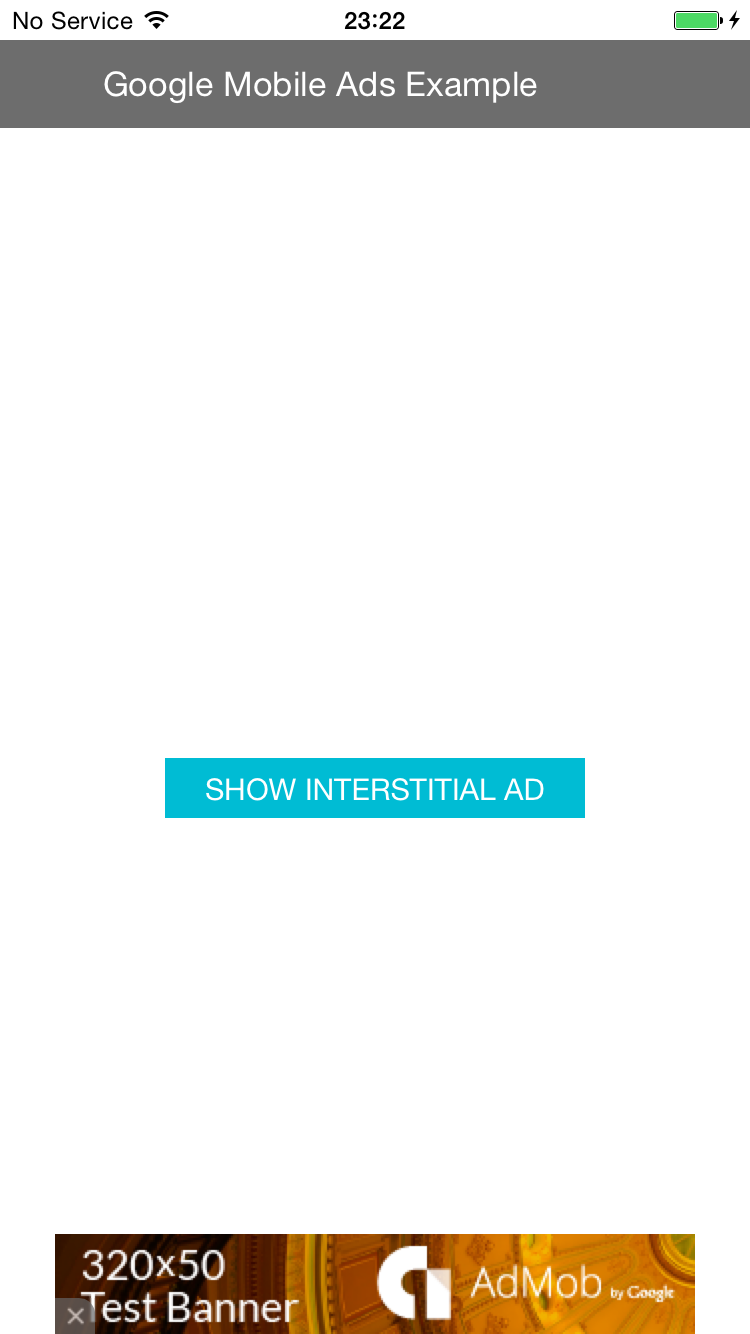 No Service 23:22
Google Mobile Ads Example
SHOW INTERSTITIAL AD
320x50
Test Banner
AdMob by Google